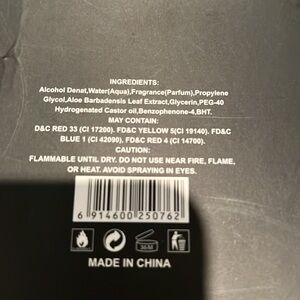 INGREDIENTS:
Alcohol Denat,Water(Aqua),Fragrance(Parfum),Propylene
Glycol,Aloe Barbadensis Leaf Extract,Glycerin,PEG-40
Hydrogenated Castor oil,Benzophenone-4,BHT.
MAY CONTAIN:
D&C RED 33 (CI 17200). FD&C YELLOW 5(CI 19140). FD&C
BLUE 1 (CI 42090), FD&C RED 4 (CI 14700).
CAUTION:
FLAMMABLE UNTIL DRY. DO NOT USE NEAR FIRE, FLAME,
OR HEAT. AVOID SPRAYING IN EYES.
6 914600 250762
36M
MADE IN CHINA